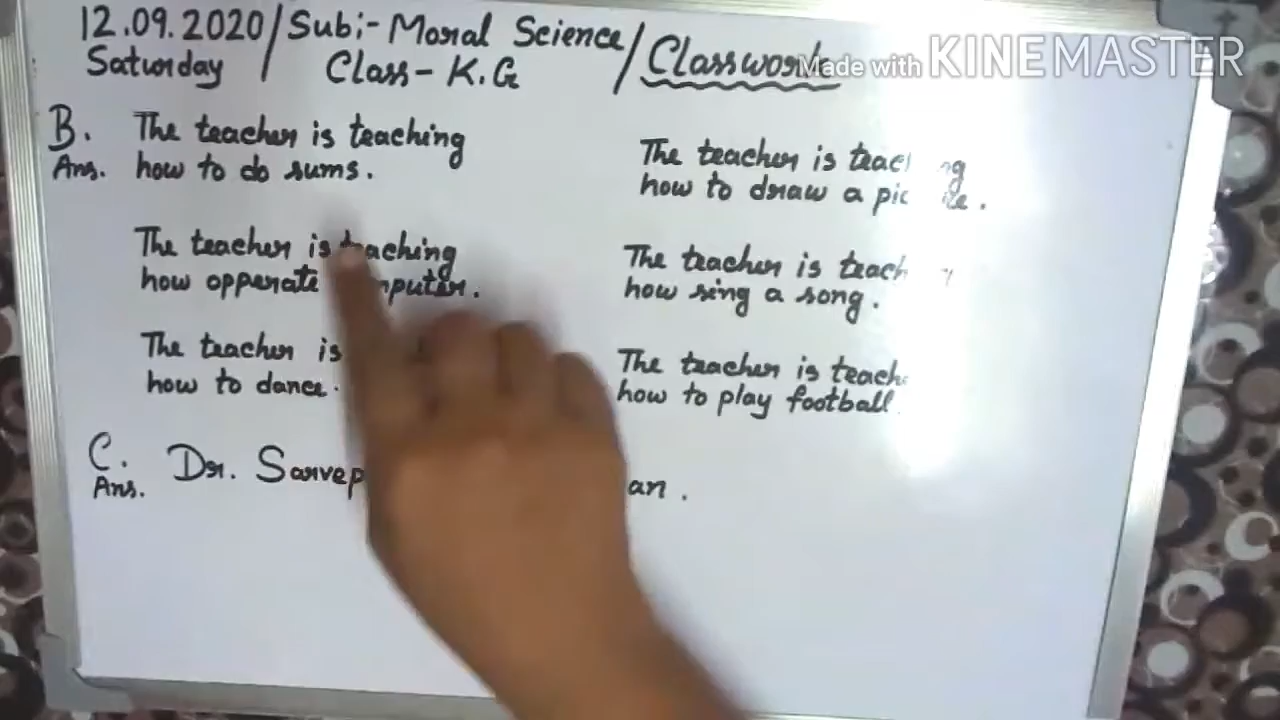 12.09.2020/Sub:- Moral Science/Classwork
Saturday / Class- K.G
Made with KINEMASTER
B. The teacher is teaching
Ans. how to do sums.
The teacher is
how to draw a
The teacher is teaching
how opperate
The teacher is
how sing a song.
The teacher is
how to dance.
The teacher is
how to play football.
C. Dr.
Ans.